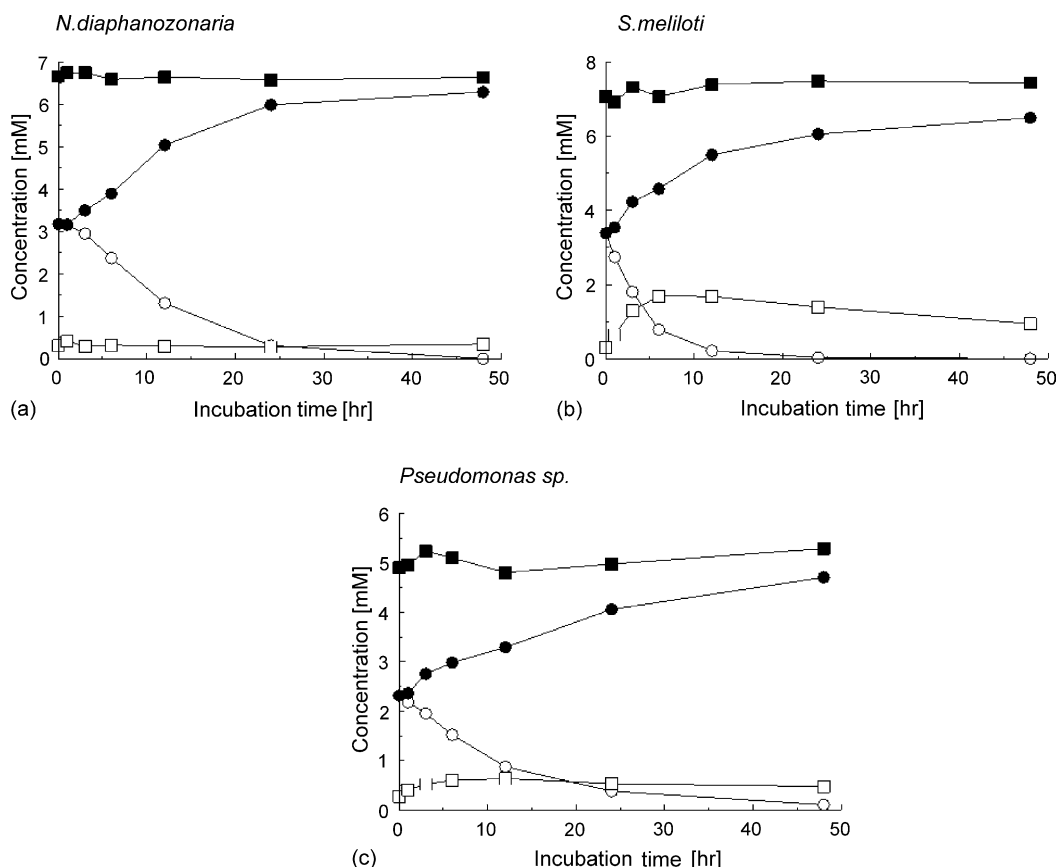 N.diaphanozonaria
S.meliloti
7
6
5
4
3
2
1
0
Concentration [mM]
0 10 20 30 40 50
Incubation time [hr]
(a)
8
6
4
2
0
Concentration [mM]
0 10 20 30 40 50
Incubation time [hr]
(b)
Pseudomonas sp.
6
5
4
3
2
1
0
Concentration [mM]
0 10 20 30 40 50
Incubation time [hr]
(c)